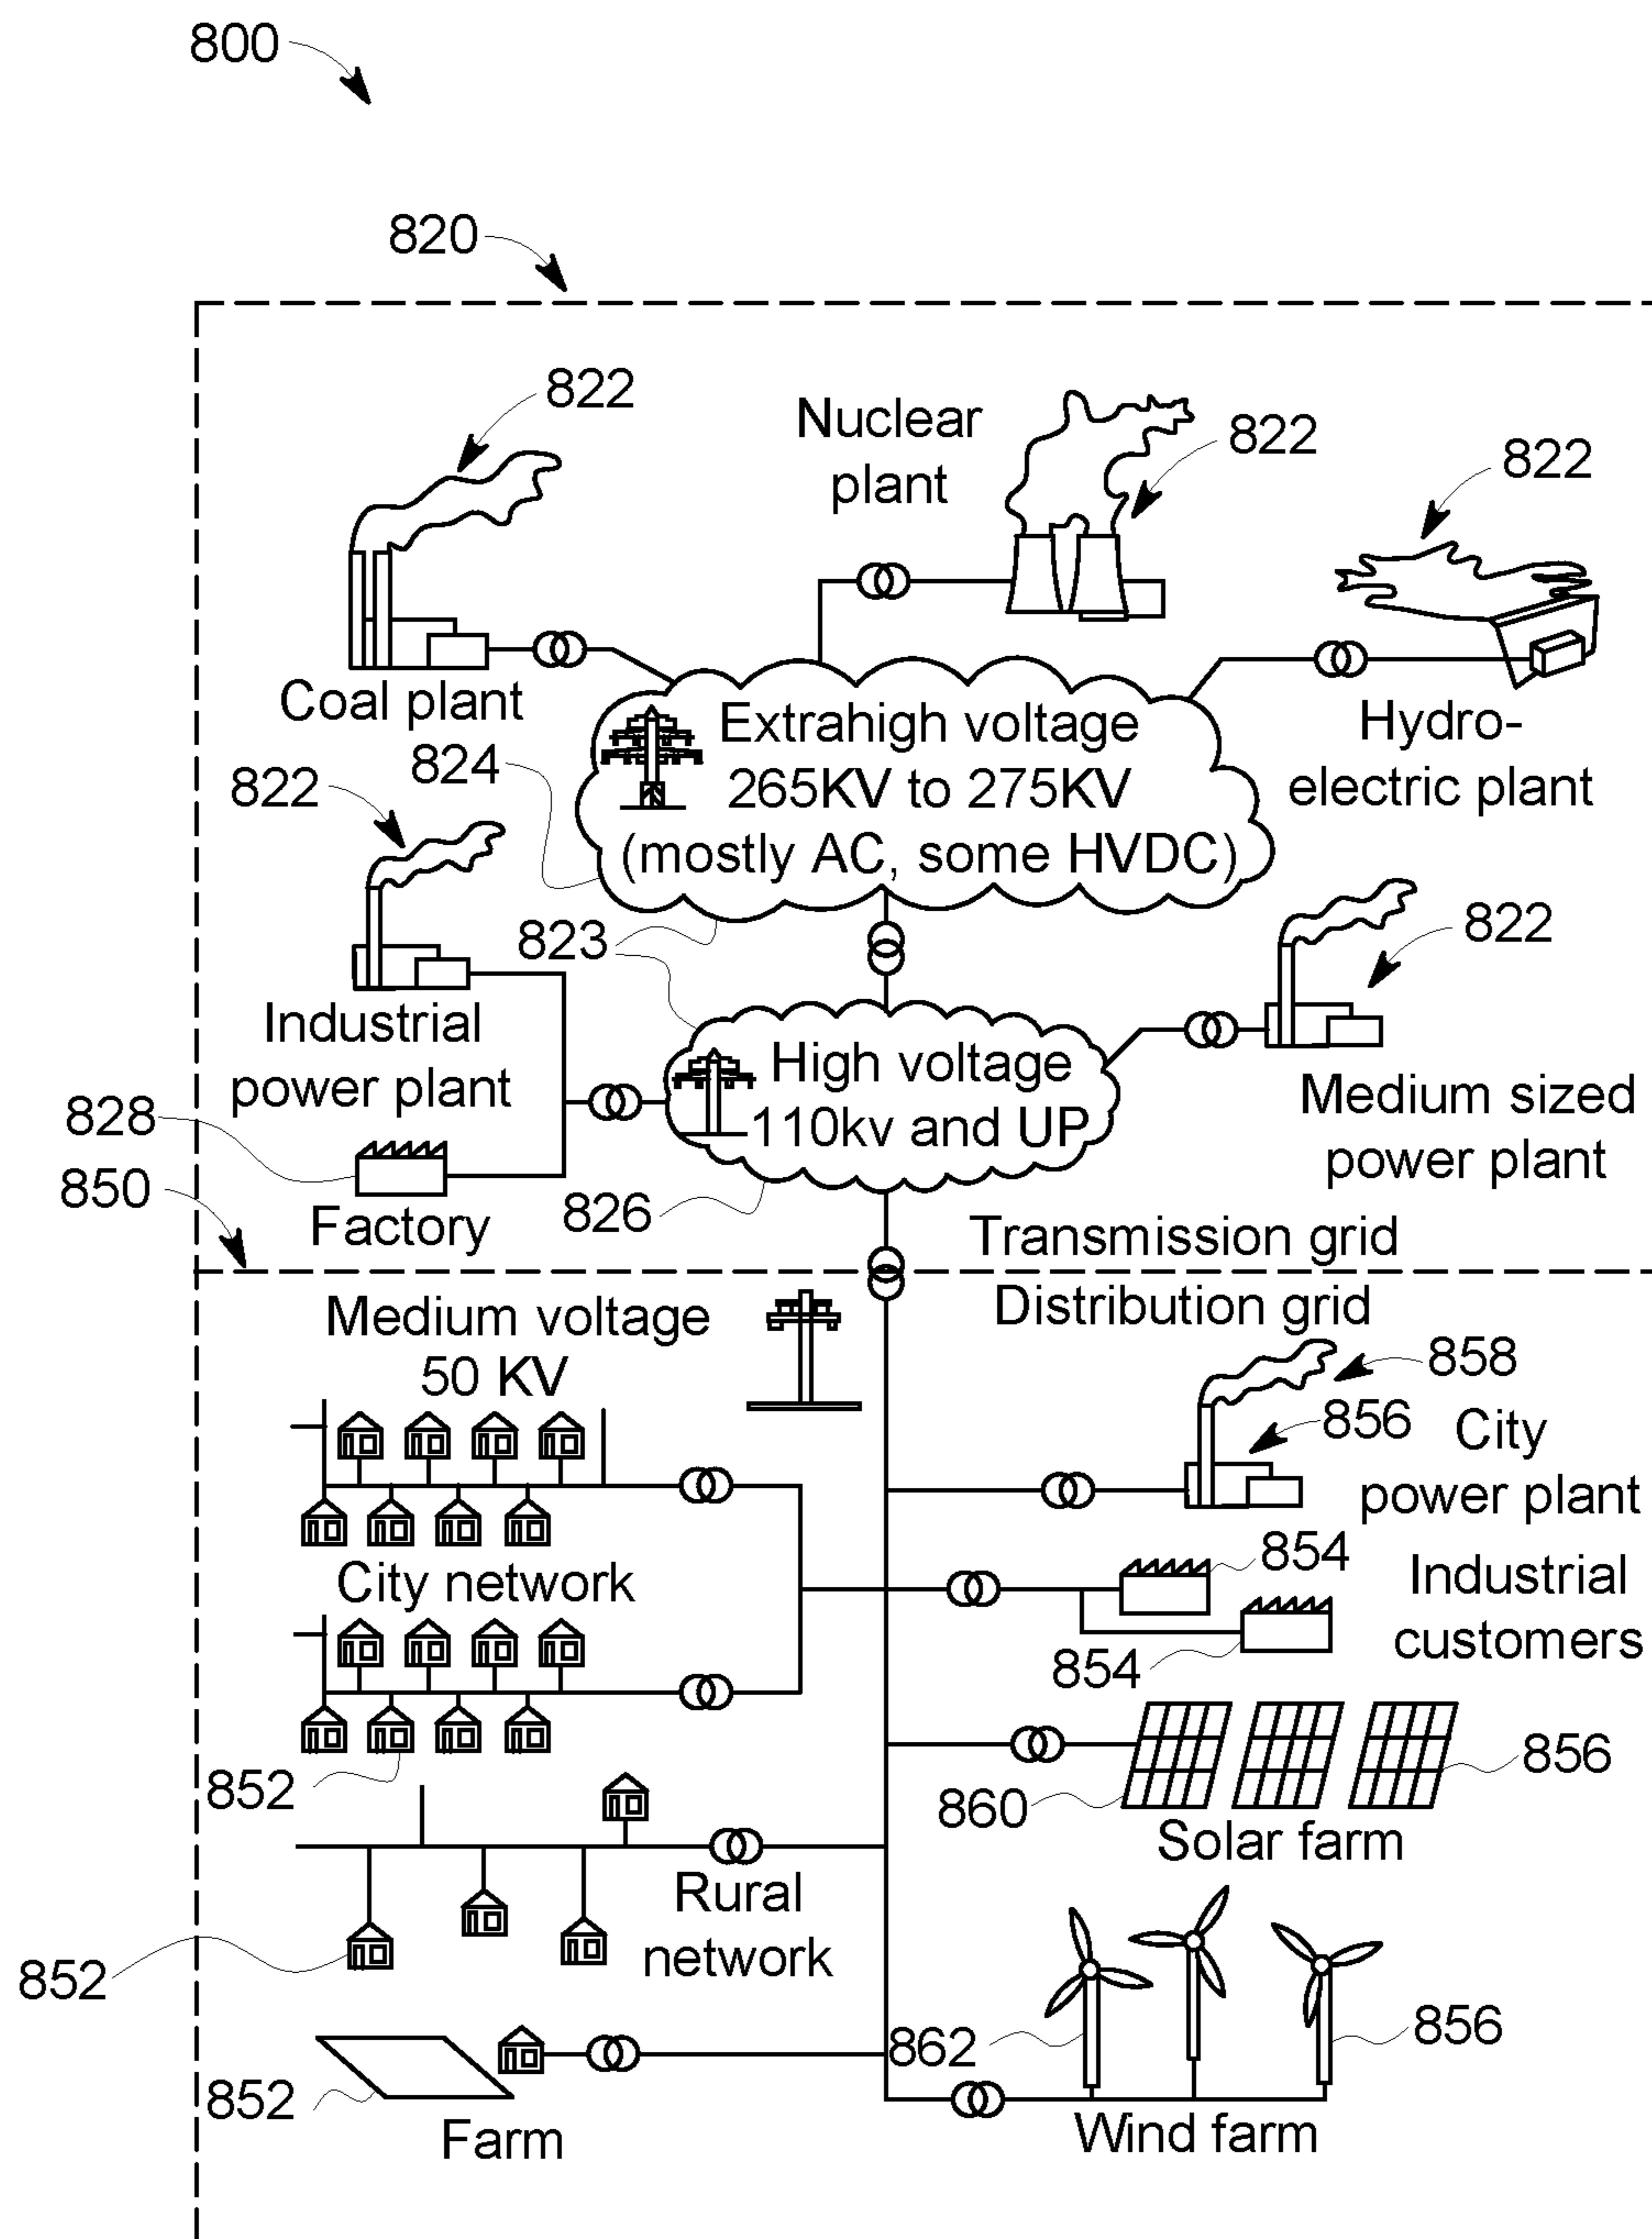 800
820
822
Nuclear
plant
822
822
Coal plant
824
Extrahigh voltage
265KV to 275KV
(mostly AC, some HVDC)
Hydro-
electric plant
822
823
822
Industrial
power plant
High voltage
110kv and UP
Medium sized
power plant
828
850
Factory
826
Transmission grid
Distribution grid
Medium voltage
50 KV
858
856
City
power plant
City network
854
854
Industrial
customers
852
860
856
Solar farm
Rural
network
852
862
856
852
Farm
Wind farm